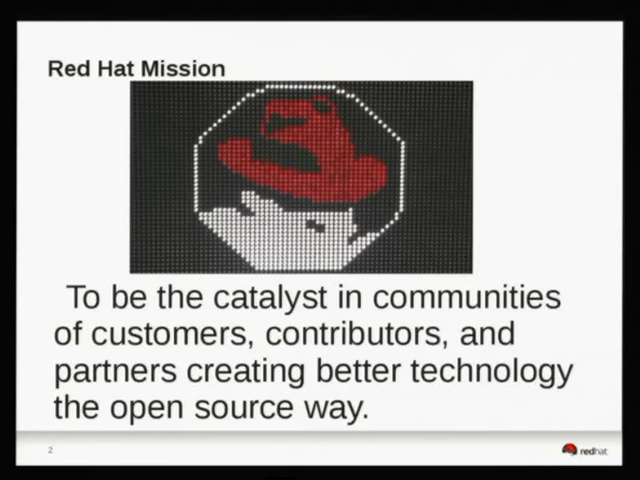 Red Hat Mission
To be the catalyst in communities
of customers, contributors, and
partners creating better technology
the open source way.
2
redhat